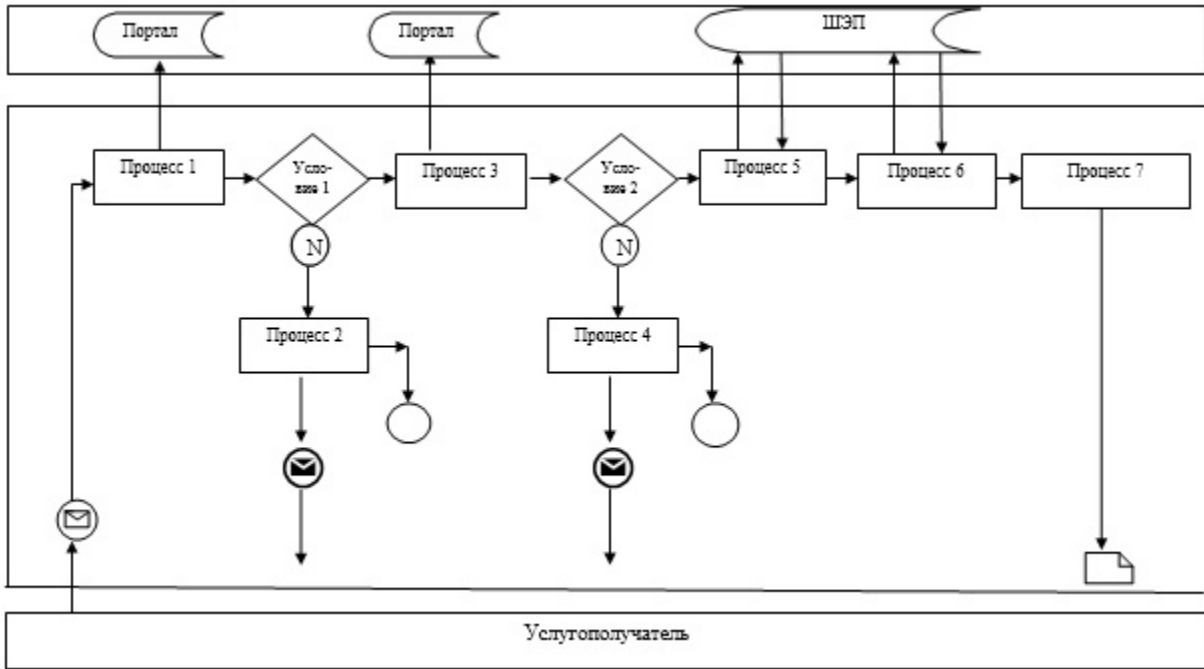 Портал
Портал
ШЭП
Процесс 1
Усло-
вие 1
Процесс 3
Усло-
вие 2
Процесс 5
Процесс 6
Процесс 7
N
N
Процесс 2
Процесс 4
Услугополучатель